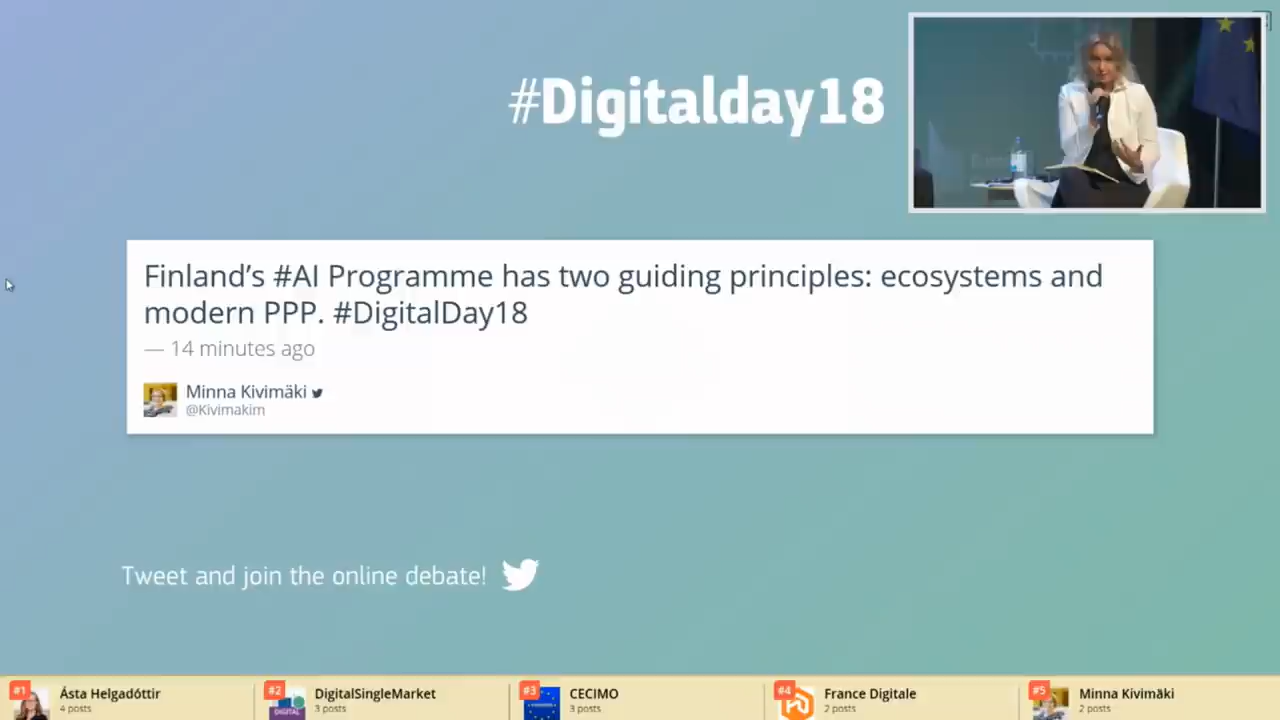 #Digitalday18
Finland’s #AI Programme has two guiding principles: ecosystems and
modern PPP. #DigitalDay18
— 14 minutes ago
Minna Kivimäki
@Kivimakim
Tweet and join the online debate!
#1
Ásta Helgadóttir
4 posts
#2
DIGITAL
DigitalSingleMarket
3 posts
#3
CECIMO
3 posts
#4
France Digitale
2 posts
#5
Minna Kivimäki
2 posts